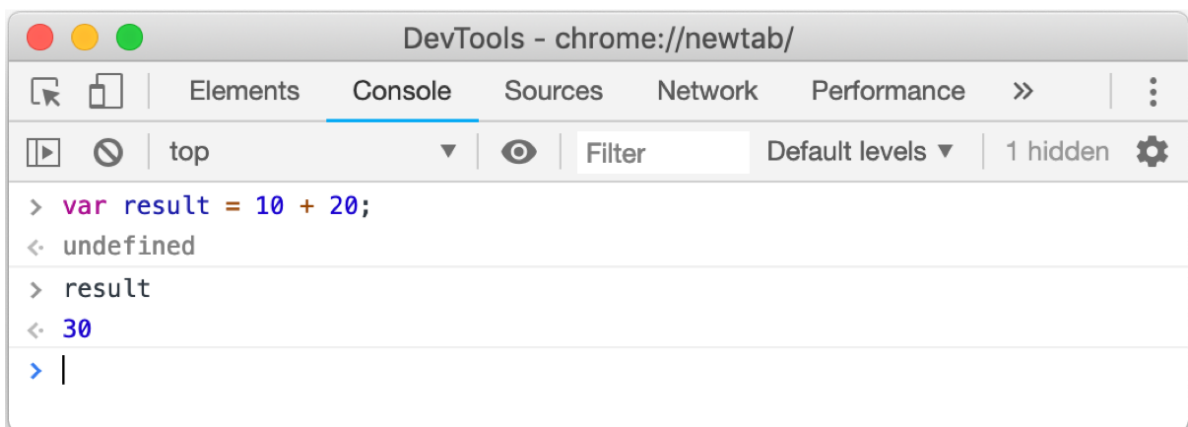 DevTools - chrome://newtab/
Elements Console Sources Network Performance »
top ▼ Filter Default levels ▼ 1 hidden
> var result = 10 + 20;
<· undefined
> result
<· 30
>